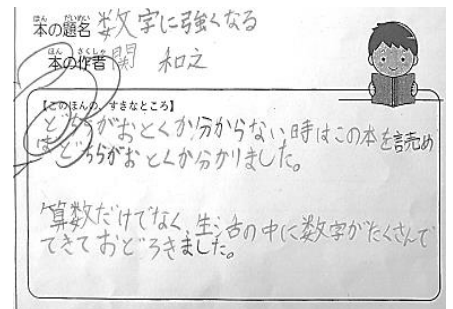 本の題名 数字に強くなる
本の作者 関 和之
【このほんの、すきなところ】
どちらがおとくか分からない時はこの本を読め
ばどちらがおとくか分かりました。
算数だけでなく、生活の中に数字がたくさんで
てきておどろきました。